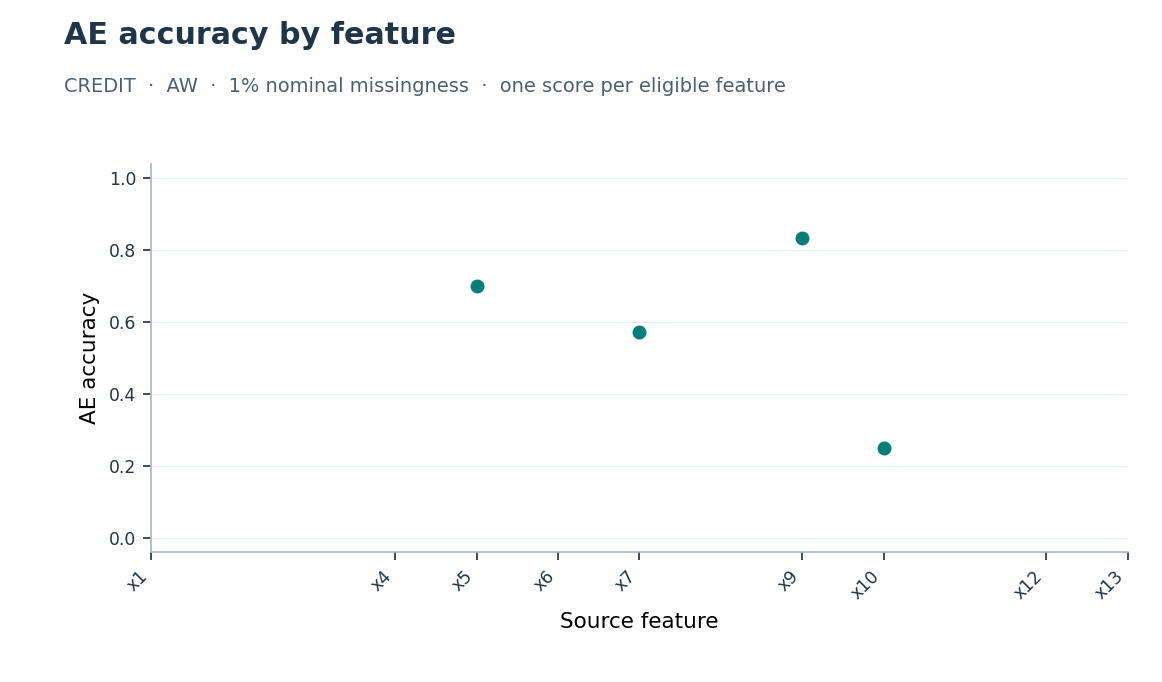 AE accuracy by feature
CREDIT · AW · 1% nominal missingness · one score per eligible feature
1.0
0.8
0.6
0.4
0.2
0.0
AE accuracy
x1 x4 x5 x6 x7 x9 x10 x12 x13
Source feature